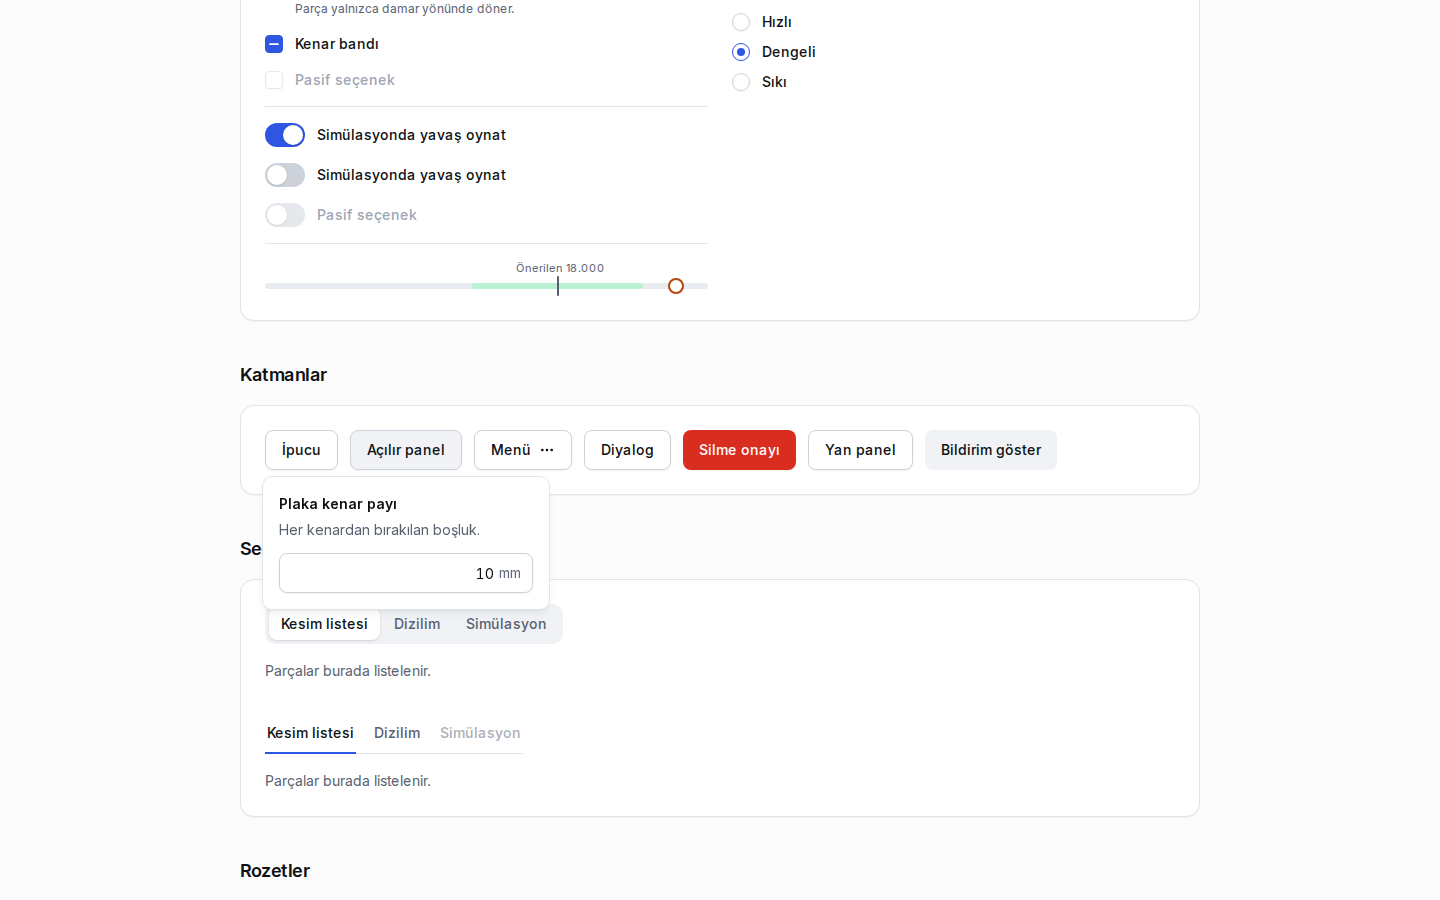 Parça yalnızca damar yönünde döner.
Kenar bandı
Pasif seçenek
Simülasyonda yavaş oynat
Simülasyonda yavaş oynat
Pasif seçenek
Önerilen 18.000
Hızlı
Dengeli
Sıkı
Katmanlar
İpucu
Açılır panel
Menü ···
Diyalog
Silme onayı
Yan panel
Bildirim göster
Plaka kenar payı
Her kenardan bırakılan boşluk.
10 mm
Se
Kesim listesi
Dizilim
Simülasyon
Parçalar burada listelenir.
Kesim listesi
Dizilim
Simülasyon
Parçalar burada listelenir.
Rozetler